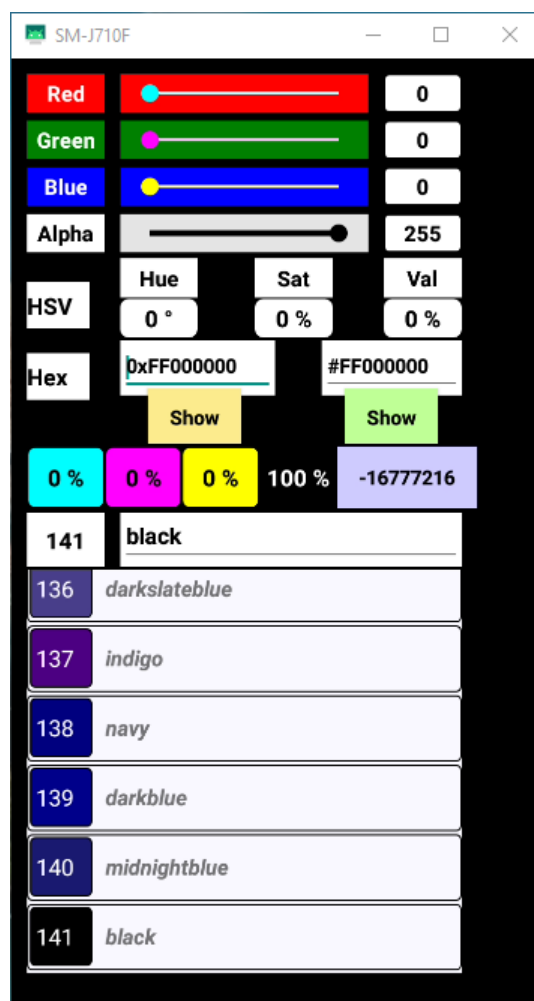 SM-J710F
Red 0
Green 0
Blue 0
Alpha 255
Hue Sat Val
HSV 0 ° 0 % 0 %
Hex 0xFF000000 #FF000000
Show Show
0 % 0 % 0 % 100 % -16777216
141 black
136 darkslateblue
137 indigo
138 navy
139 darkblue
140 midnightblue
141 black